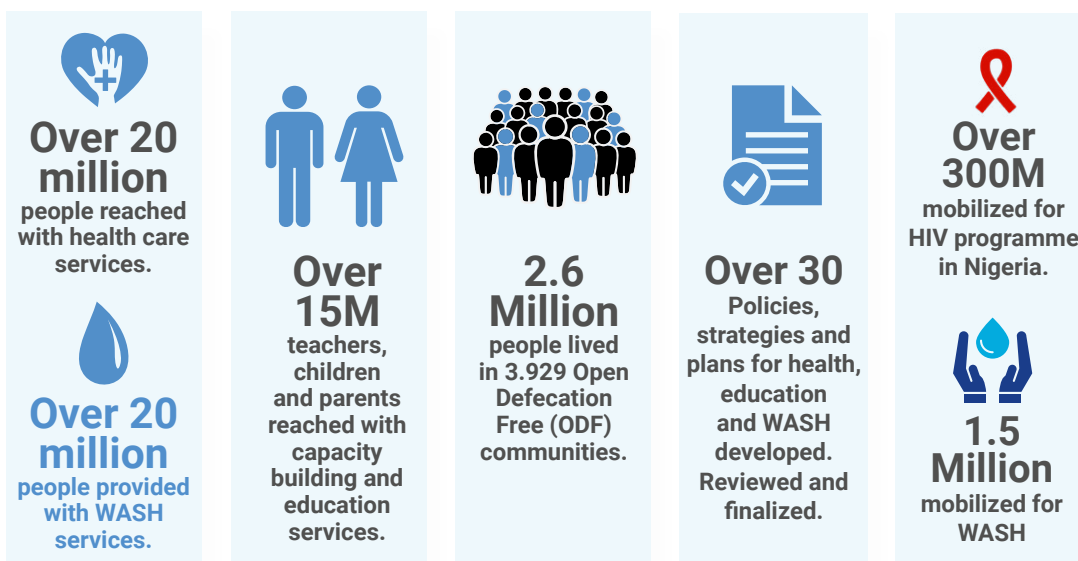 Over 20
million
people reached
with health care
services.
Over 20
million
people provided
with WASH
services.
Over
15M
teachers,
children
and parents
reached with
capacity
building and
education
services.
2.6
Million
people lived
in 3.929 Open
Defecation
Free (ODF)
communities.
Over 30
Policies,
strategies and
plans for health,
education
and WASH
developed.
Reviewed and
finalized.
Over
300M
mobilized for
HIV programme
in Nigeria.
1.5
Million
mobilized for
WASH